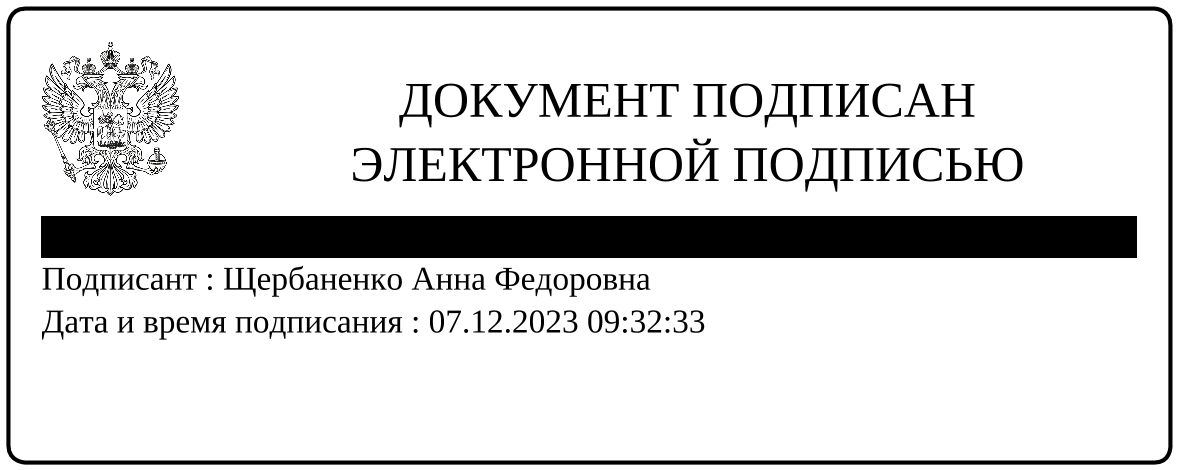 ДОКУМЕНТ ПОДПИСАН
ЭЛЕКТРОННОЙ ПОДПИСЬЮ
Подписант : Щербаненко Анна Федоровна
Дата и время подписания : 07.12.2023 09:32:33